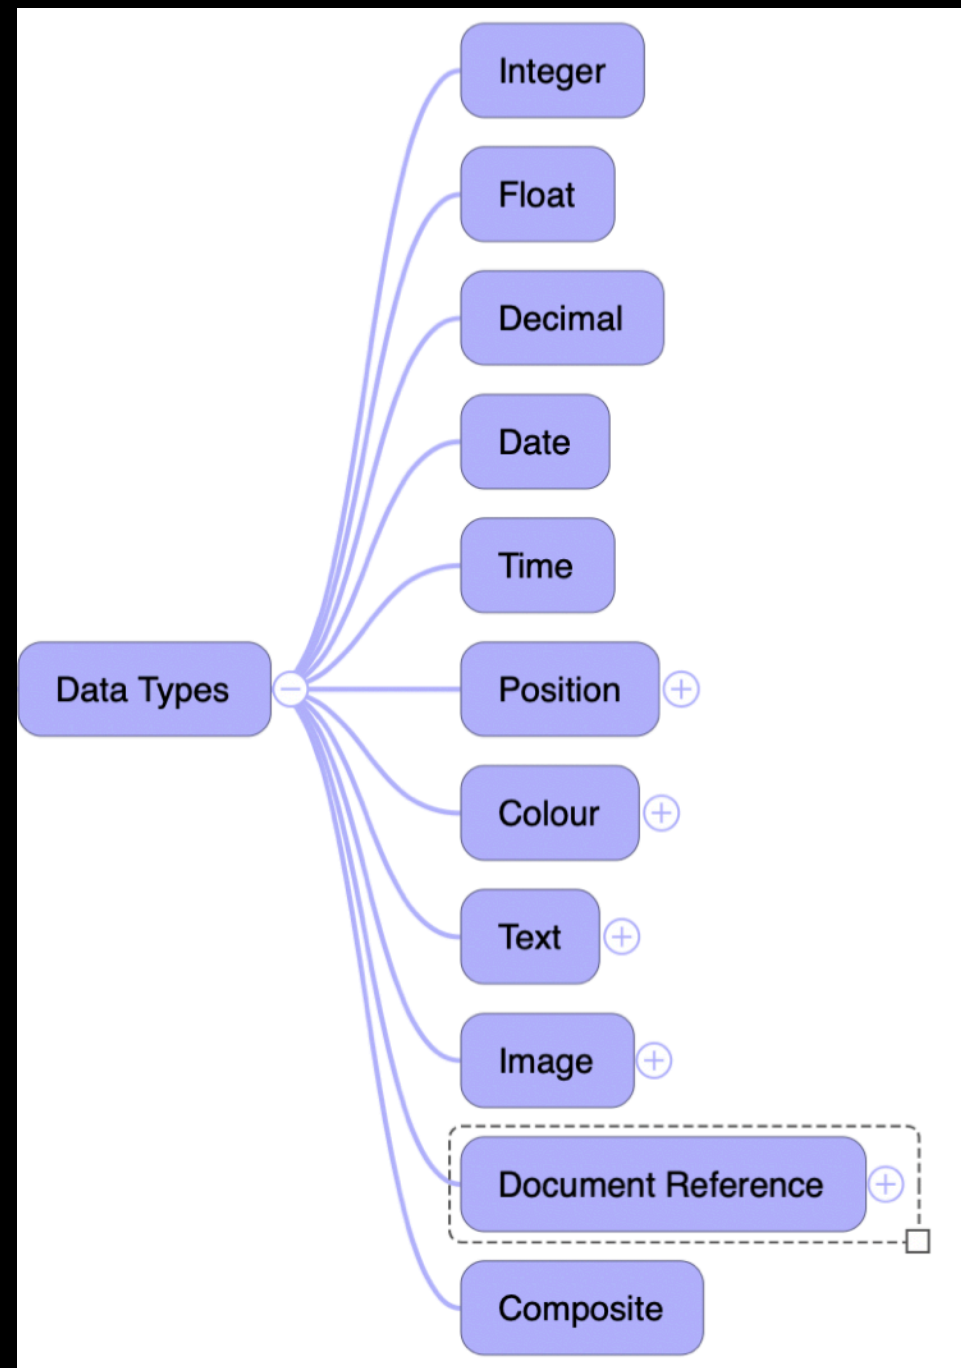 Integer
Float
Decimal
Date
Time
Data Types
Position
Colour
Text
Image
Document Reference
Composite